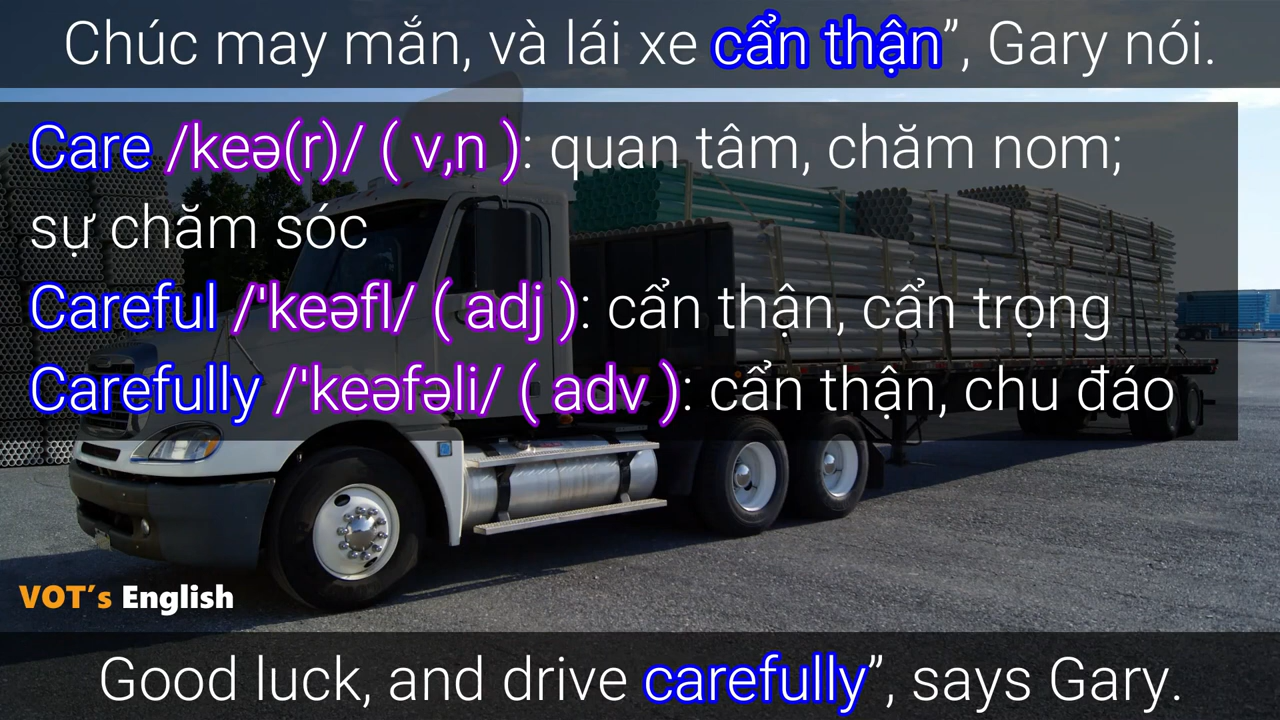 Chúc may mắn, và lái xe cẩn thận”, Gary nói.
Care /keə(r)/ ( v,n ): quan tâm, chăm nom;
sự chăm sóc
Careful /'keəfl/ ( adj ): cẩn thận, cẩn trọng
Carefully /'keəfəli/ ( adv ): cẩn thận, chu đáo
VOT’s English
Good luck, and drive carefully”, says Gary.